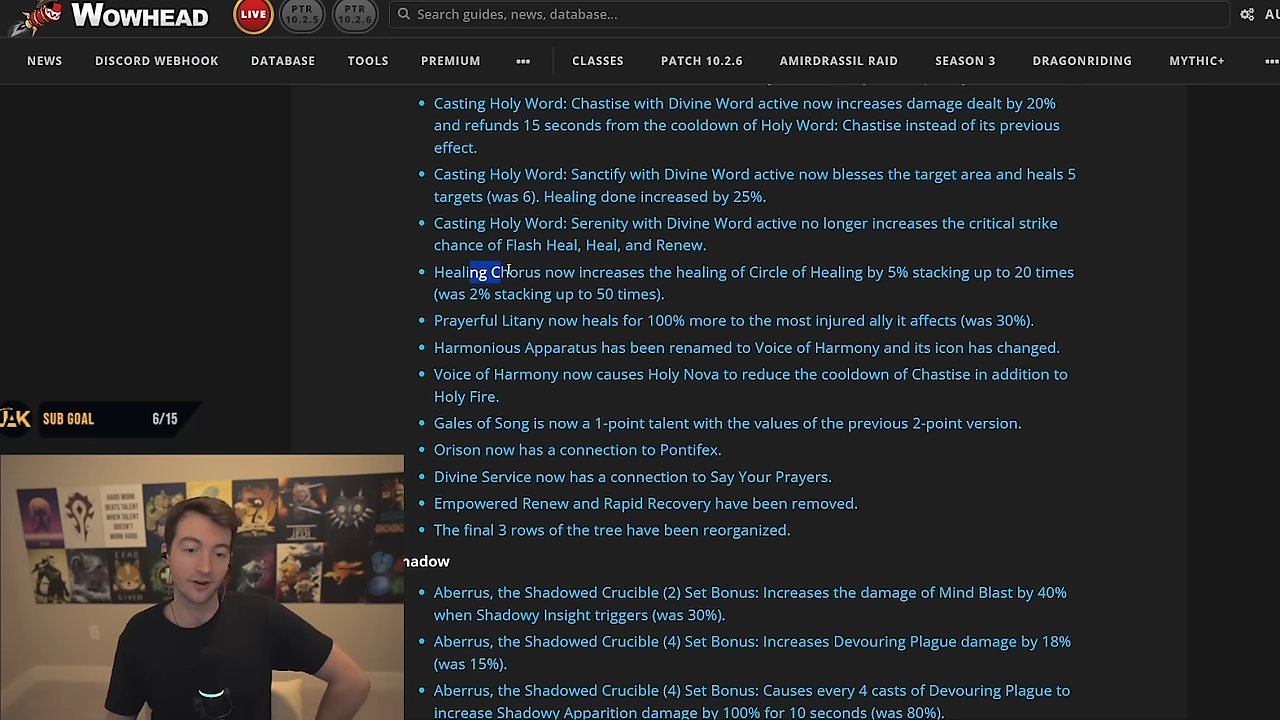 WOWHEAD
LIVE
PTR
10.2.5
PTR
10.2.6
Search guides, news, database...
NEWS
DISCORD WEBHOOK
DATABASE
TOOLS
PREMIUM
CLASSES
PATCH 10.2.6
AMIRDRASSIL RAID
SEASON 3
DRAGONRIDING
MYTHIC+
Casting Holy Word: Chastise with Divine Word active now increases damage dealt by 20%
and refunds 15 seconds from the cooldown of Holy Word: Chastise instead of its previous
effect.
Casting Holy Word: Sanctify with Divine Word active now blesses the target area and heals 5
targets (was 6). Healing done increased by 25%.
Casting Holy Word: Serenity with Divine Word active no longer increases the critical strike
chance of Flash Heal, Heal, and Renew.
Healing Chorus now increases the healing of Circle of Healing by 5% stacking up to 20 times
(was 2% stacking up to 50 times).
Prayerful Litany now heals for 100% more to the most injured ally it affects (was 30%).
Harmonious Apparatus has been renamed to Voice of Harmony and its icon has changed.
Voice of Harmony now causes Holy Nova to reduce the cooldown of Chastise in addition to
Holy Fire.
Gales of Song is now a 1-point talent with the values of the previous 2-point version.
Orison now has a connection to Pontifex.
Divine Service now has a connection to Say Your Prayers.
Empowered Renew and Rapid Recovery have been removed.
The final 3 rows of the tree have been reorganized.
hadow
Aberrus, the Shadowed Crucible (2) Set Bonus: Increases the damage of Mind Blast by 40%
when Shadowy Insight triggers (was 30%).
Aberrus, the Shadowed Crucible (4) Set Bonus: Increases Devouring Plague damage by 18%
(was 15%).
Aberrus, the Shadowed Crucible (4) Set Bonus: Causes every 4 casts of Devouring Plague to
increase Shadowy Apparition damage by 100% for 10 seconds (was 80%).
SUB GOAL
6/15
HARD WORK
BEATS TALENT
WHEN TALENT
DOESN'T
WORK HARD.
JEDI
ZERO
GIVEN